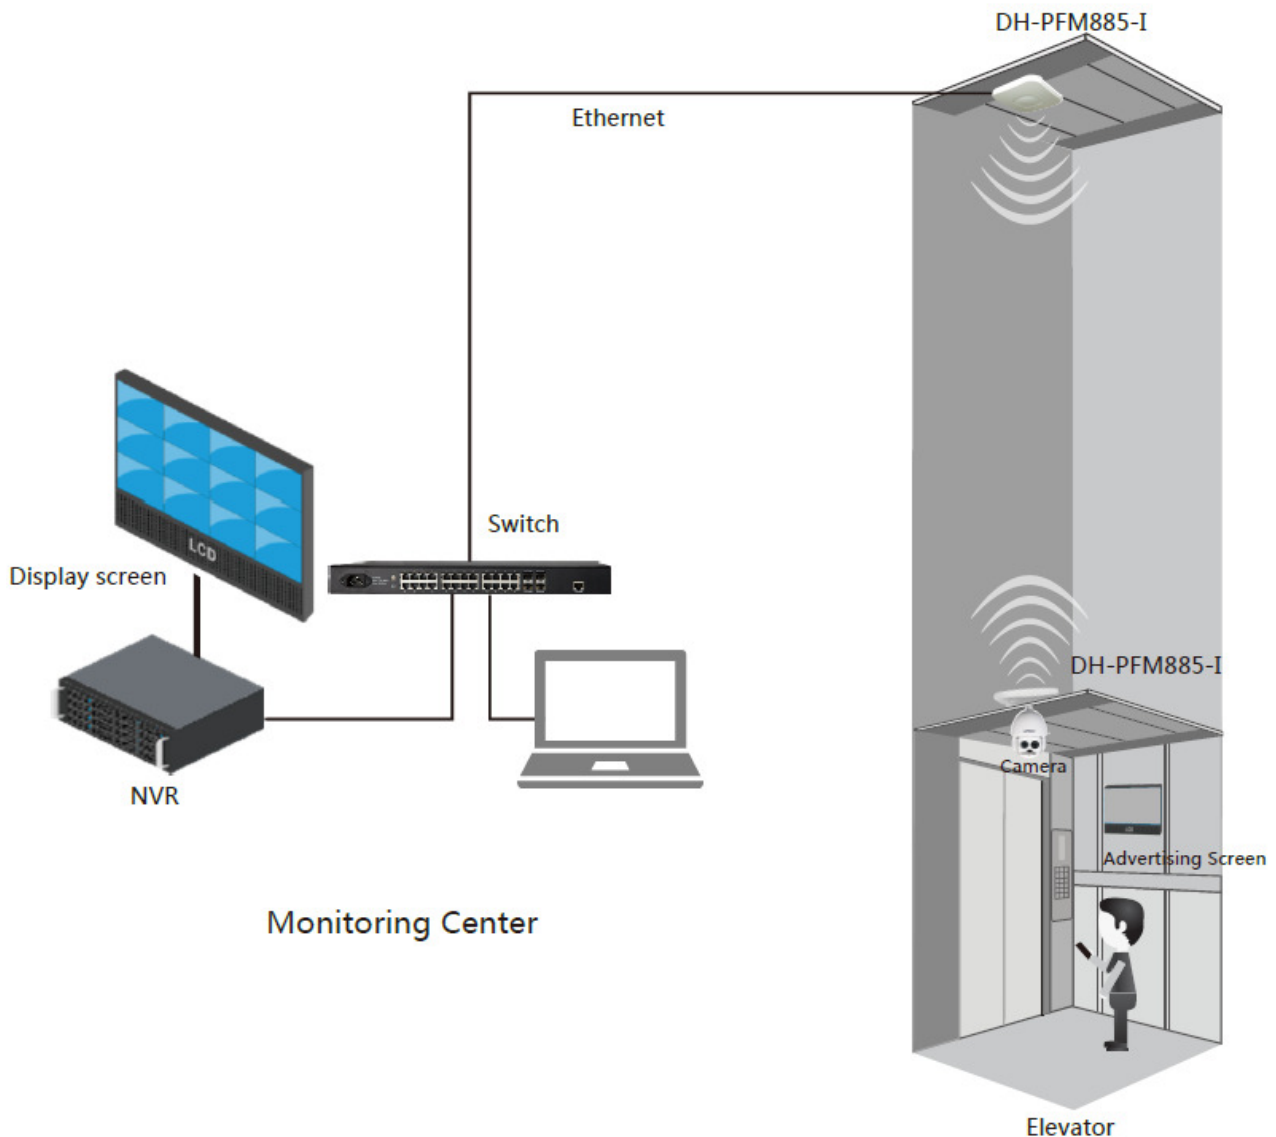 DH-PFM885-I
Ethernet
LCD
Switch
Display screen
DH-PFM885-I
Camera
NVR
Advertising Screen
Monitoring Center
Elevator